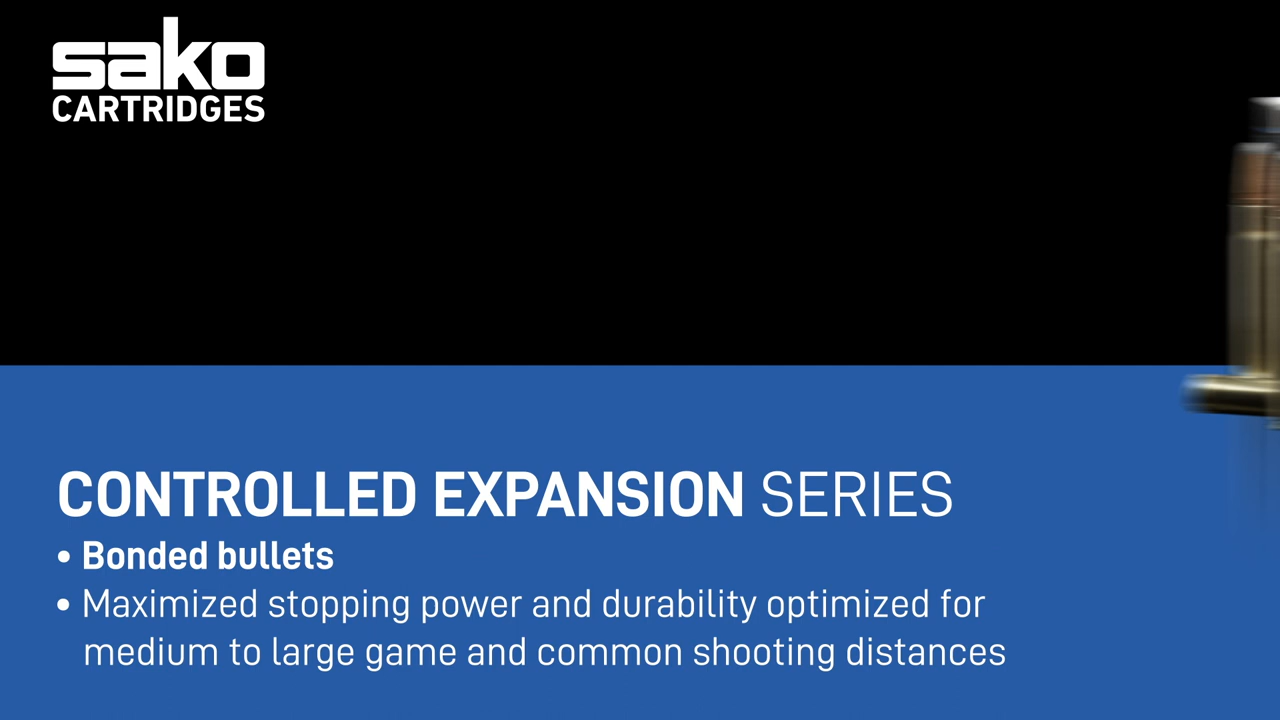 sako
CARTRIDGES
CONTROLLED EXPANSION SERIES
• Bonded bullets
• Maximized stopping power and durability optimized for
medium to large game and common shooting distances